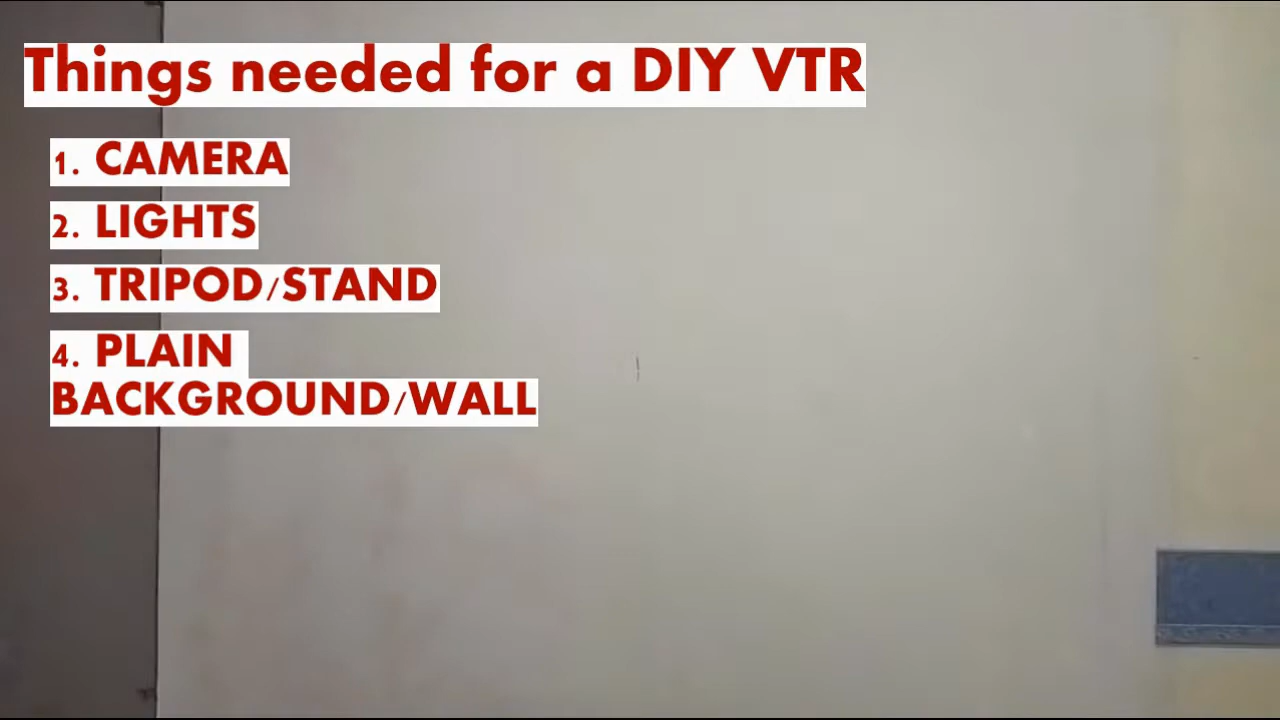 Things needed for a DIY VTR
1. CAMERA
2. LIGHTS
3. TRIPOD/STAND
4. PLAIN
BACKGROUND/WALL